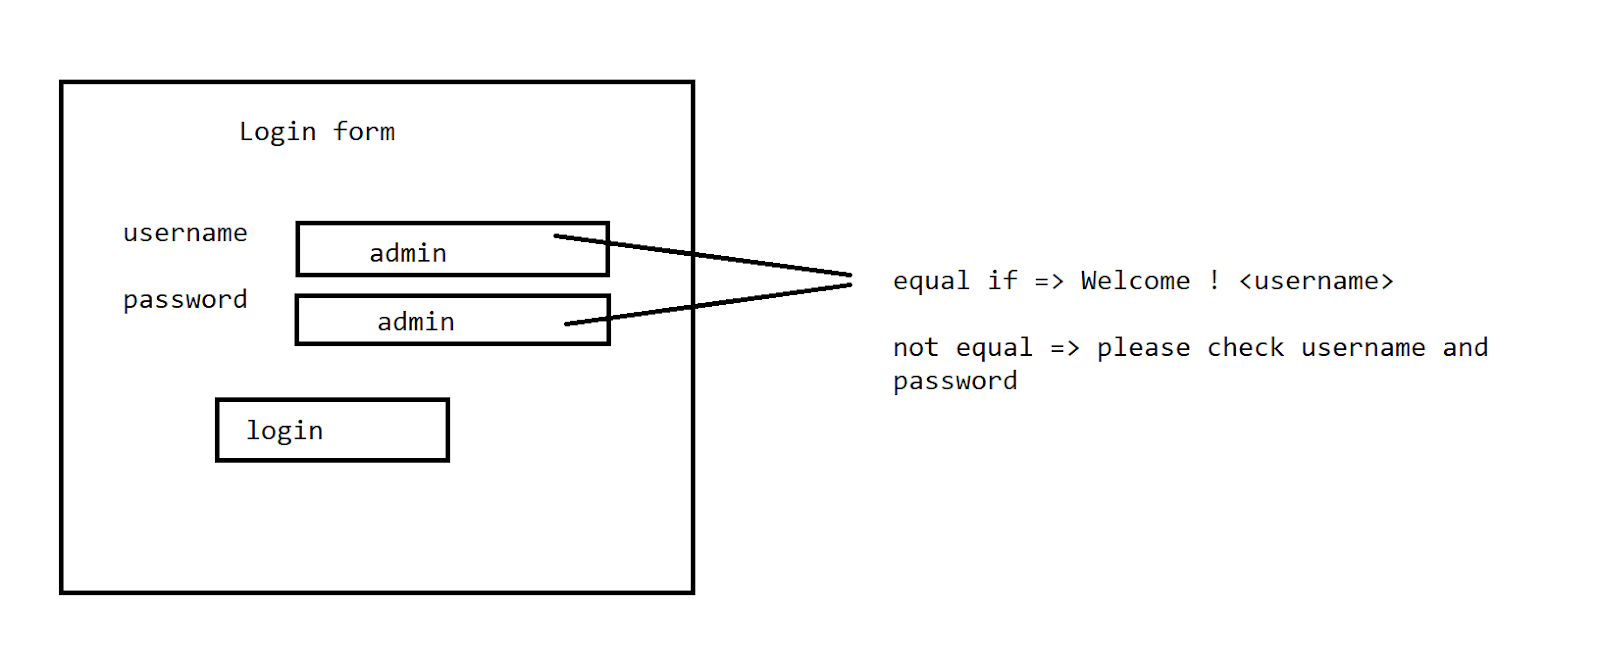 Login form
username
admin
password
admin
login
equal if => Welcome ! <username>
not equal => please check username and
password